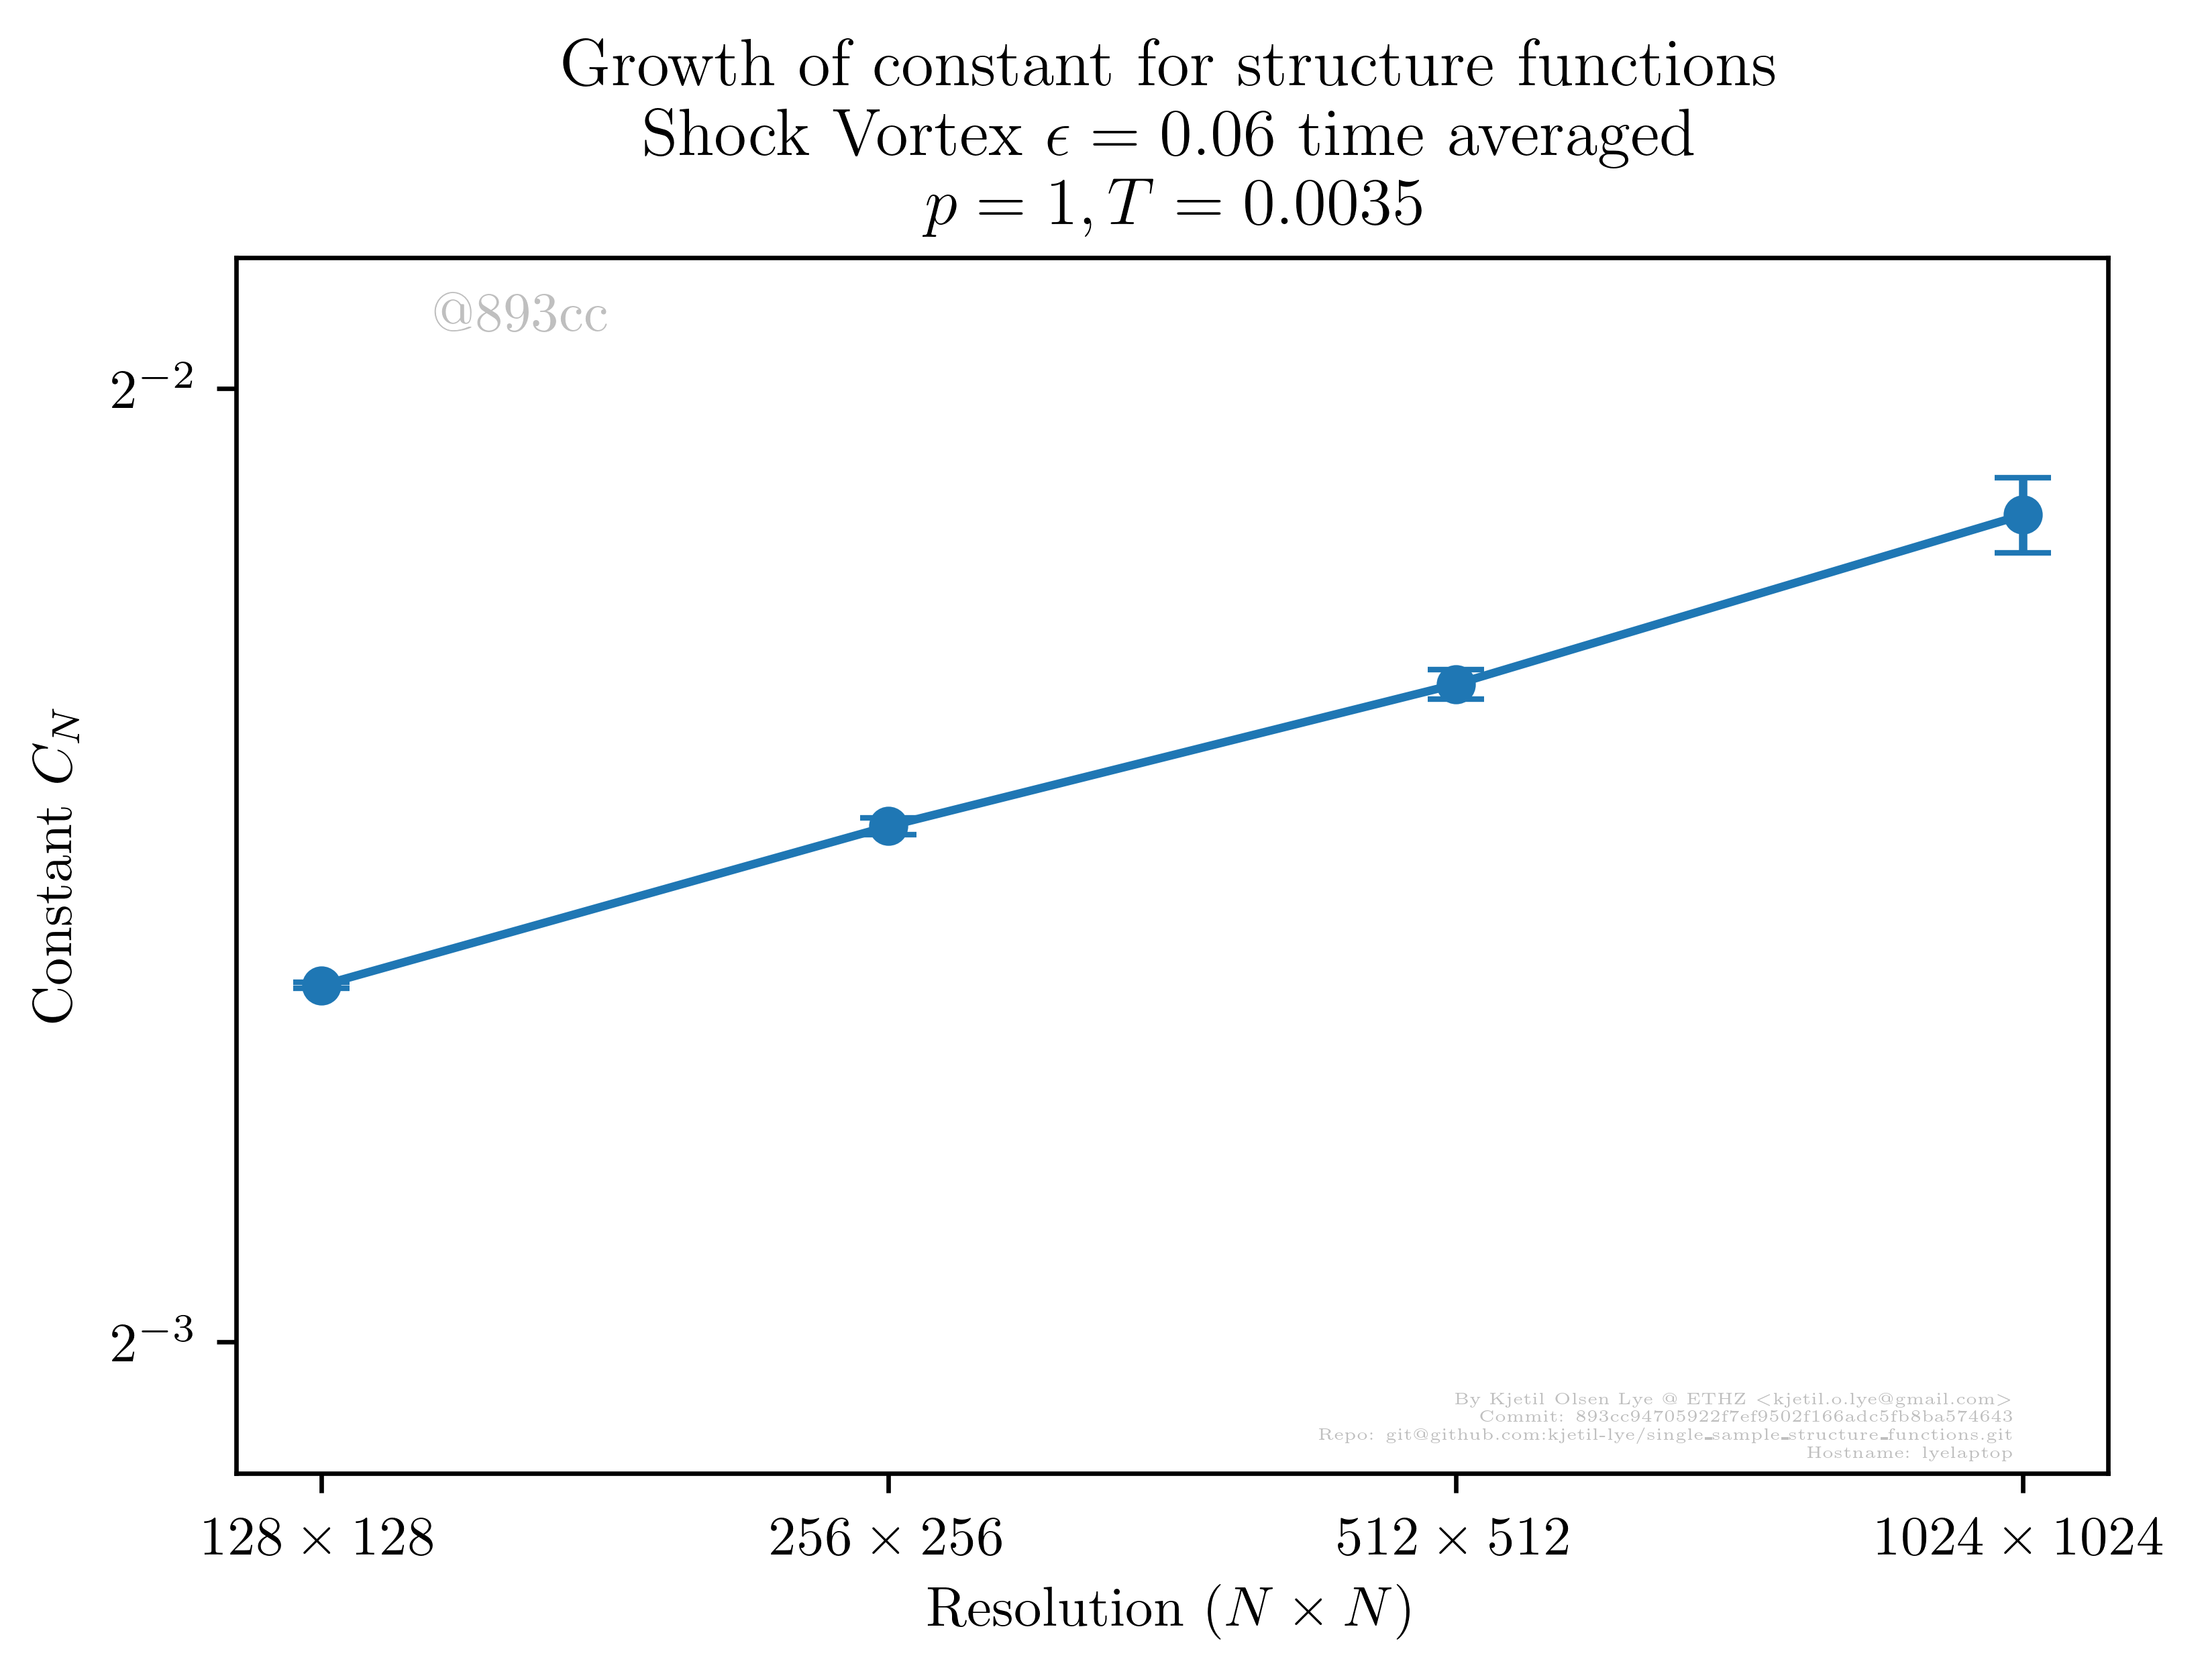 Growth of constant for structure functions
Shock Vortex ϵ = 0.06 time averaged
p = 1, T = 0.0035
@893cc
2⁻²
Constant C_N
2⁻³
By Kjetil Olsen Lye @ ETHZ <kjetil.o.lye@gmail.com>
Commit: 893cc94705922f7ef9502f166adc5fb8ba574643
Repo: git@github.com:kjetil-lye/single_sample_structure_functions.git
Hostname: lyelaptop
128 × 128 256 × 256 512 × 512 1024 × 1024
Resolution (N × N)